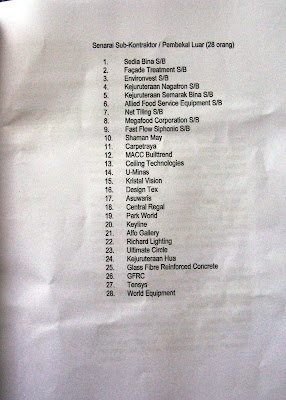 Senarai Sub-Kontraktor / Pembekal Luar (28 orang)
1. Sedia Bina S/B
2. Façade Treatment S/B
3. Environvest S/B
4. Kejuruteraan Nagatron S/B
5. Kejuruteraan Semarak Bina S/B
6. Allied Food Service Equipment S/B
7. Net Tiling S/B
8. Megafood Corporation S/B
9. Fast Flow Siphonic S/B
10. Shaman May
11. Carpetraya
12. MACC Builttrend
13. Ceiling Technologies
14. U-Minas
15. Kristal Vision
16. Design Tex
17. Asuwaris
18. Central Regal
19. Park World
20. Keyline
21. Alfo Gallery
22. Richard Lighting
23. Ultimate Circle
24. Kejuruteraan Hua
25. Glass Fibre Reinforced Concrete
26. GFRC
27. Tensys
28. World Equipment